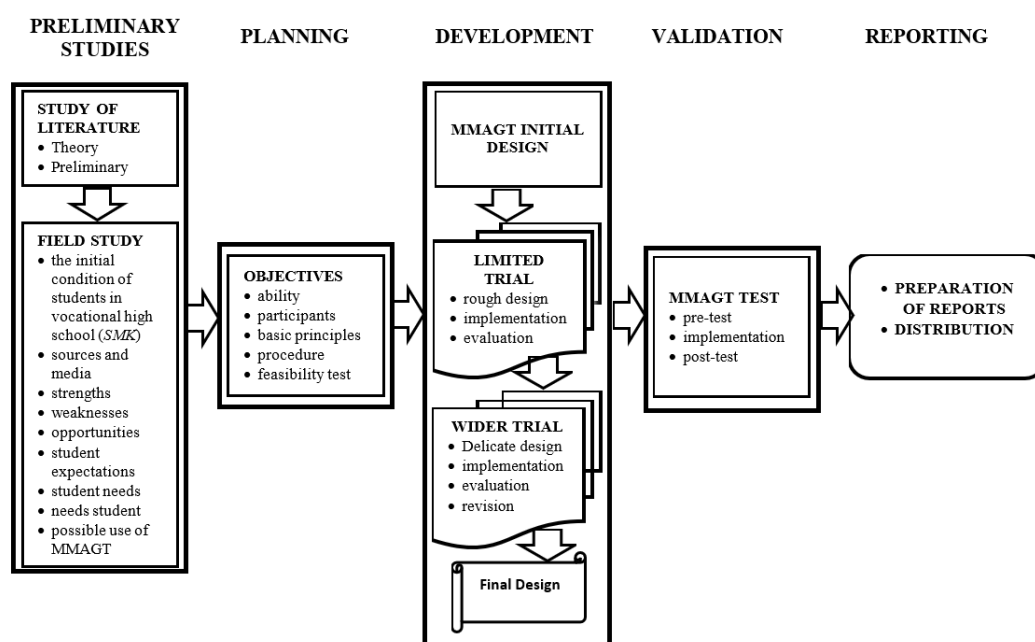 PRELIMINARY
STUDIES
PLANNING
DEVELOPMENT
VALIDATION
REPORTING
STUDY OF
LITERATURE
• Theory
• Preliminary
FIELD STUDY
• the initial
condition of
students in
vocational high
school (SMK)
• sources and
media
• strengths
• weaknesses
• opportunities
• student
expectations
• student needs
• needs student
• possible use of
MMAGT
OBJECTIVES
• ability
• participants
• basic principles
• procedure
• feasibility test
MMAGT INITIAL
DESIGN
LIMITED
TRIAL
• rough design
• implementation
• evaluation
WIDER TRIAL
• Delicate design
• implementation
• evaluation
• revision
Final Design
MMAGT TEST
• pre-test
• implementation
• post-test
• PREPARATION
OF REPORTS
• DISTRIBUTION